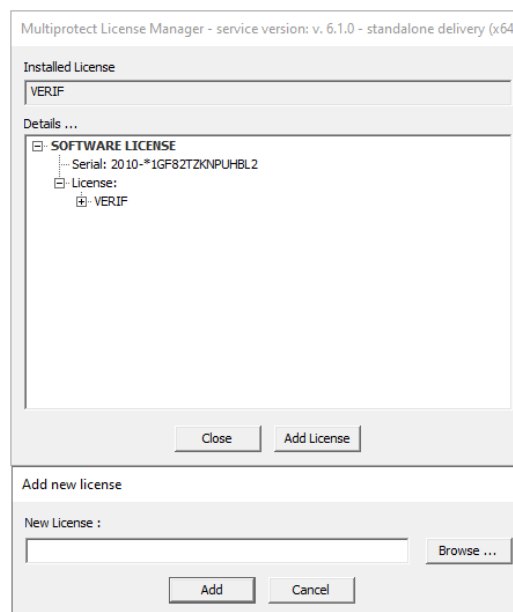 Multiprotect License Manager - service version: v. 6.1.0 - standalone delivery (x64
Installed License
VERIF
Details ...
SOFTWARE LICENSE
Serial: 2010-*1GF82TZKNPUHBL2
License:
VERIF
Close Add License
Add new license
New License :
Browse ...
Add Cancel